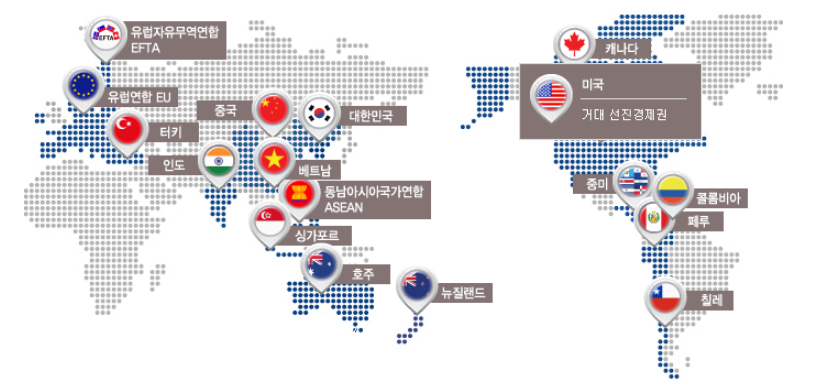 유럽자유무역연합
EFTA
EFTA
유럽연합 EU
터키
중국
대한민국
인도
베트남
동남아시아국가연합
ASEAN
싱가포르
호주
뉴질랜드
캐나다
미국
거대 선진경제권
중미
콜롬비아
페루
칠레